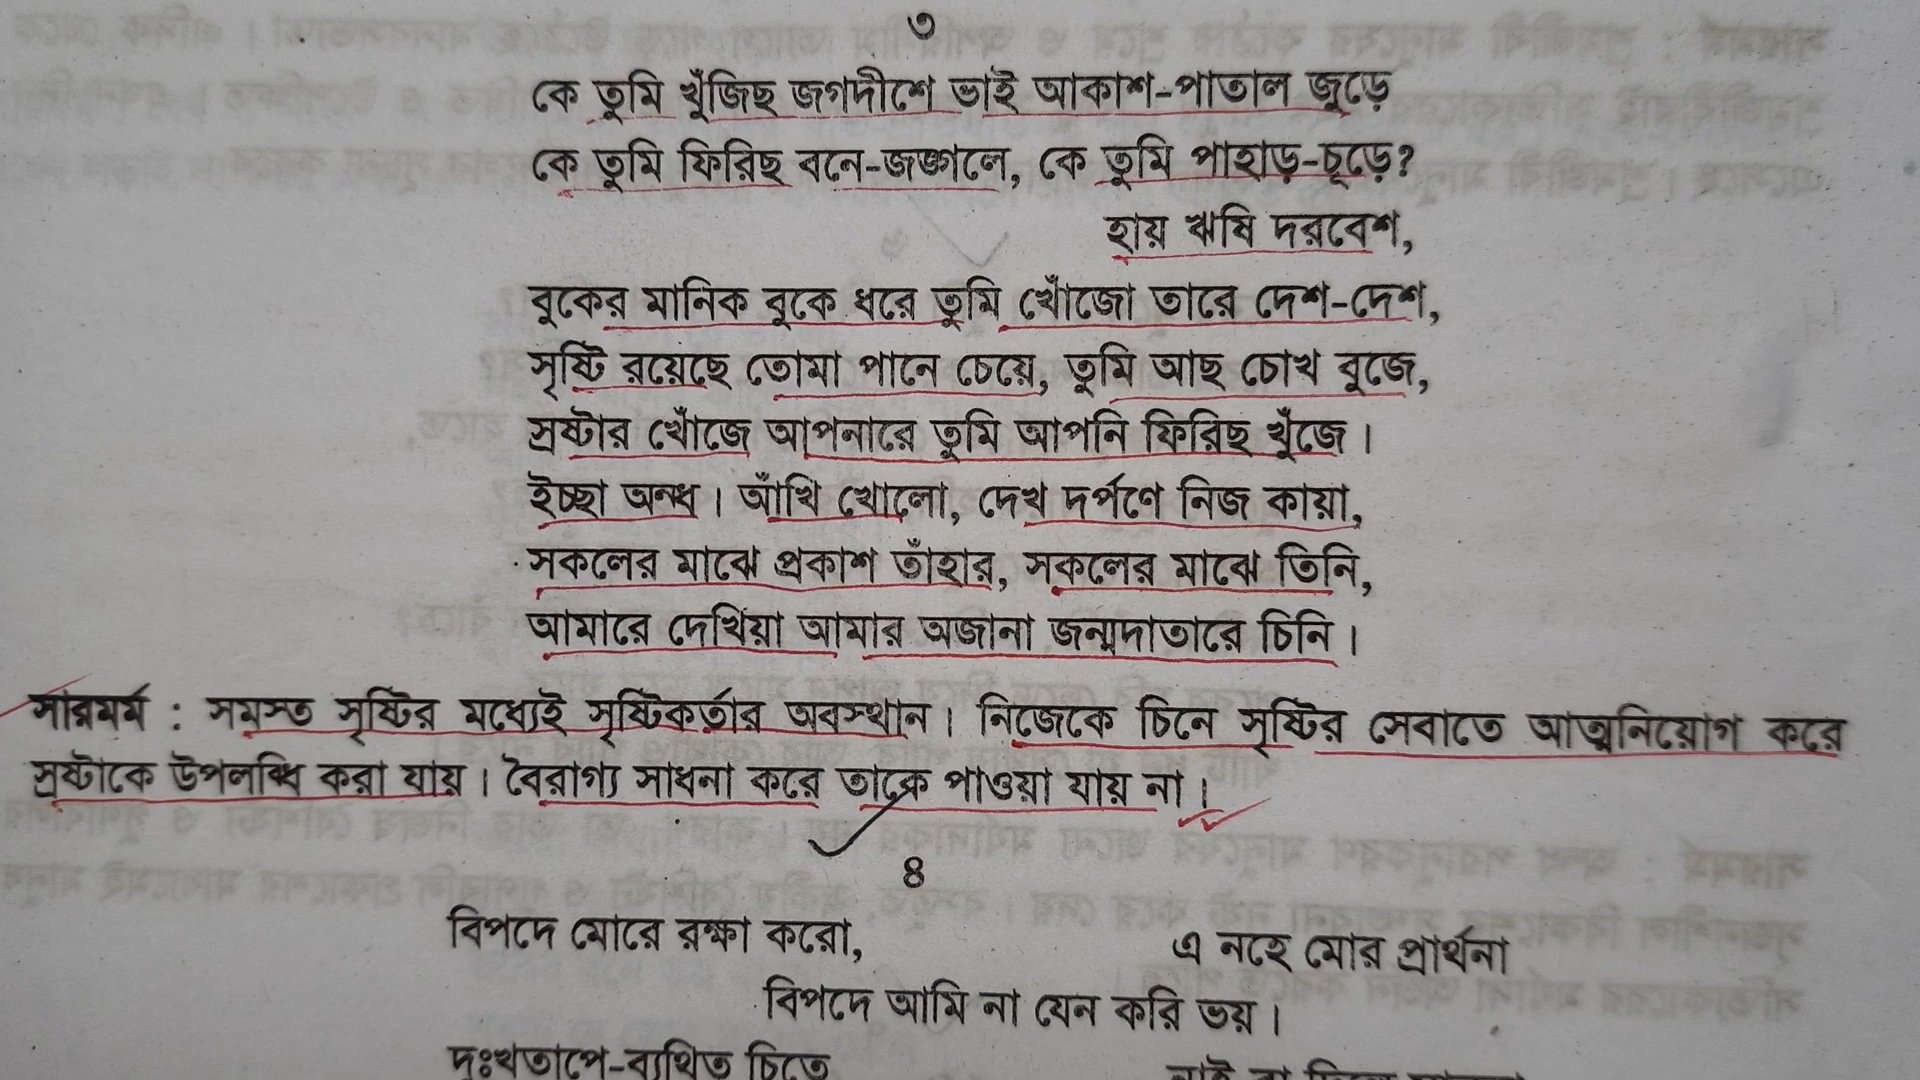 ৩
কে তুমি খুঁজিছ জগদীশে ভাই আকাশ-পাতাল জুড়ে
কে তুমি ফিরিছ বনে-জঙ্গলে, কে তুমি পাহাড়-চূড়ে?
হায় ঋষি দরবেশ,
বুকের মানিক বুকে ধরে তুমি খোঁজো তারে দেশ-দেশ,
সৃষ্টি রয়েছে তোমা পানে চেয়ে, তুমি আছ চোখ বুজে,
স্রষ্টার খোঁজে আপনারে তুমি আপনি ফিরিছ খুঁজে।
ইচ্ছা অন্ধ। আঁখি খোলো, দেখ দর্পণে নিজ কায়া,
সকলের মাঝে প্রকাশ তাঁহার, সকলের মাঝে তিনি,
আমারে দেখিয়া আমার অজানা জন্মদাতারে চিনি।
সারমর্ম : সমস্ত সৃষ্টির মধ্যেই সৃষ্টিকর্তার অবস্থান। নিজেকে চিনে সৃষ্টির সেবাতে আত্মনিয়োগ করে
স্রষ্টাকে উপলব্ধি করা যায়। বৈরাগ্য সাধনা করে তাকে পাওয়া যায় না।
৪
বিপদে মোরে রক্ষা করো, এ নহে মোর প্রার্থনা
বিপদে আমি না যেন করি ভয়।
দুঃখতাপে-ব্যথিত চিতে